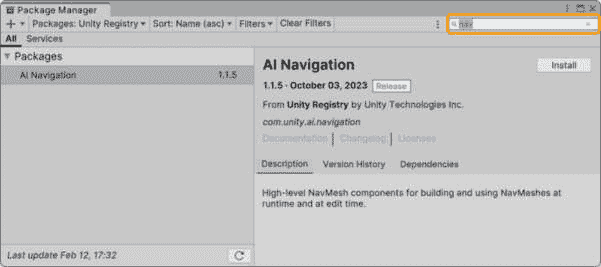 Package Manager
Packages: Unity Registry Sort: Name (asc) Filters Clear Filters nav
All Services
Packages
AI Navigation 1.1.5
AI Navigation Install
1.1.5 · October 03, 2023 Release
From Unity Registry by Unity Technologies Inc.
com.unity.ai.navigation
Documentation Changelog Licenses
Description Version History Dependencies
High-level NavMesh components for building and using NavMeshes at
runtime and at edit time.
Last update Feb 12, 17:32